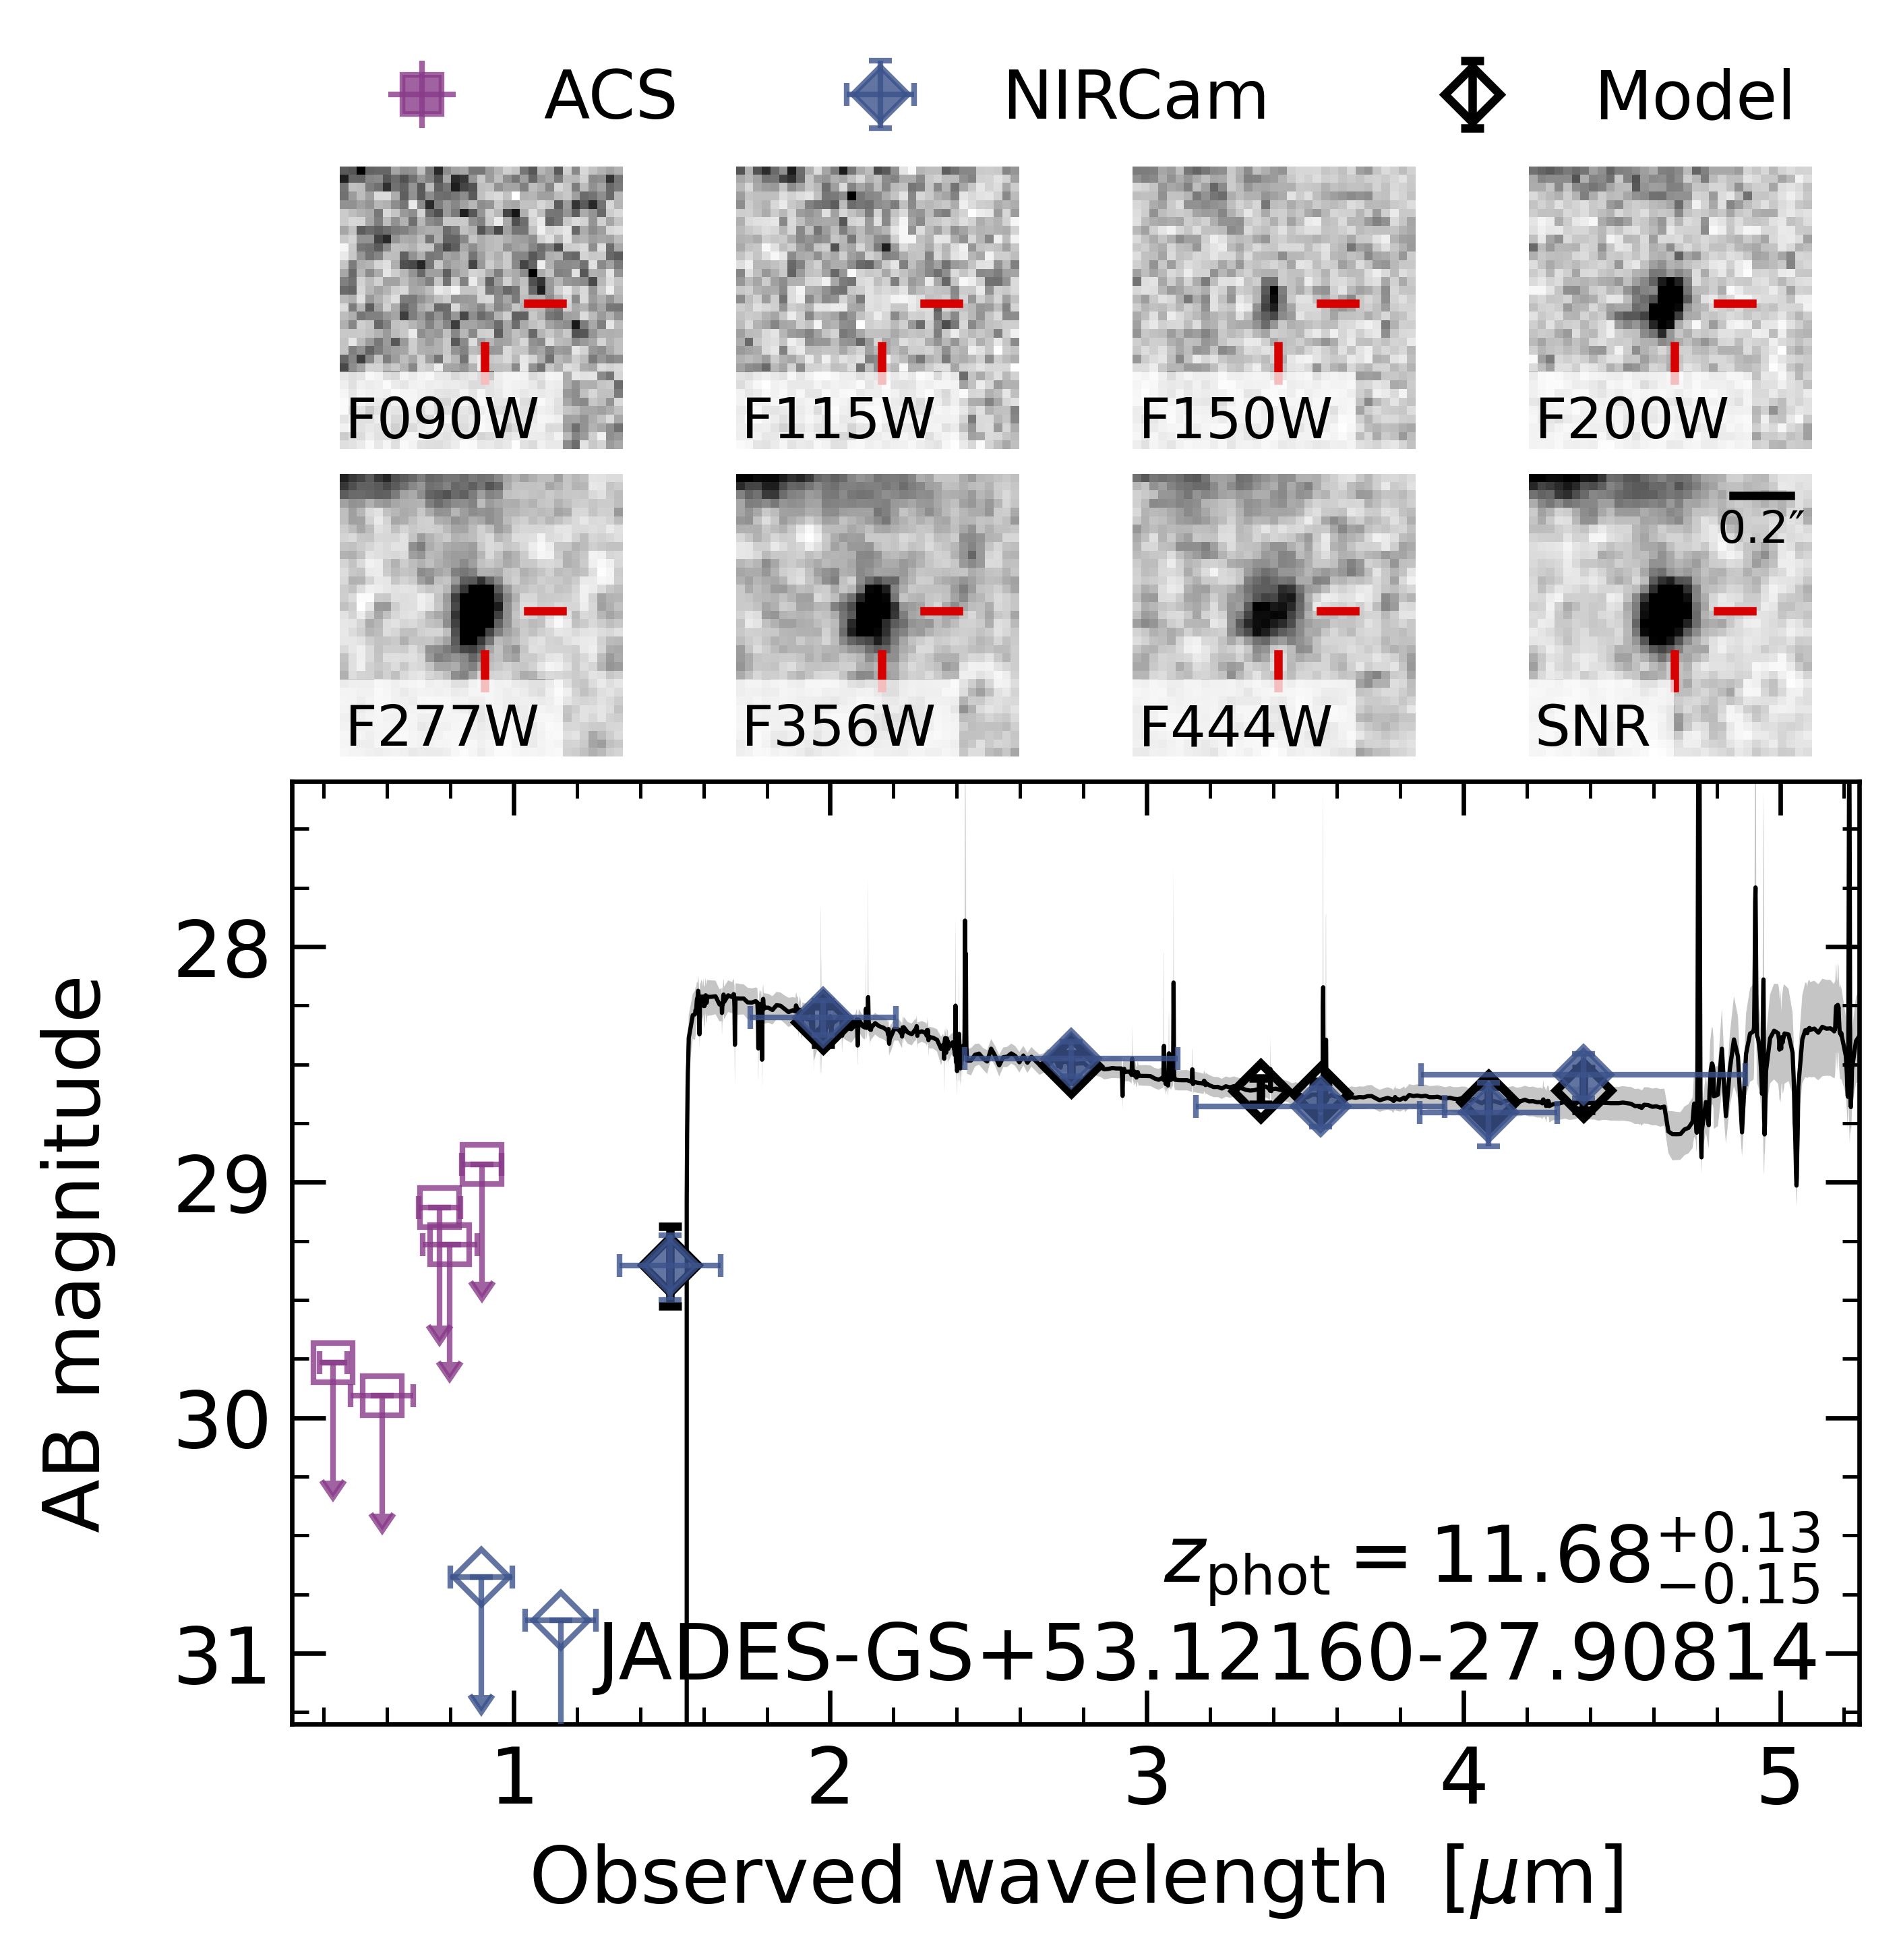 ACS NIRCam Model
F090W F115W F150W F200W
0.2″
F277W F356W F444W SNR
AB magnitude
28
29
30
31
z_phot = 11.68 +0.13 −0.15
JADES-GS+53.12160-27.90814
1 2 3 4 5
Observed wavelength [μm]